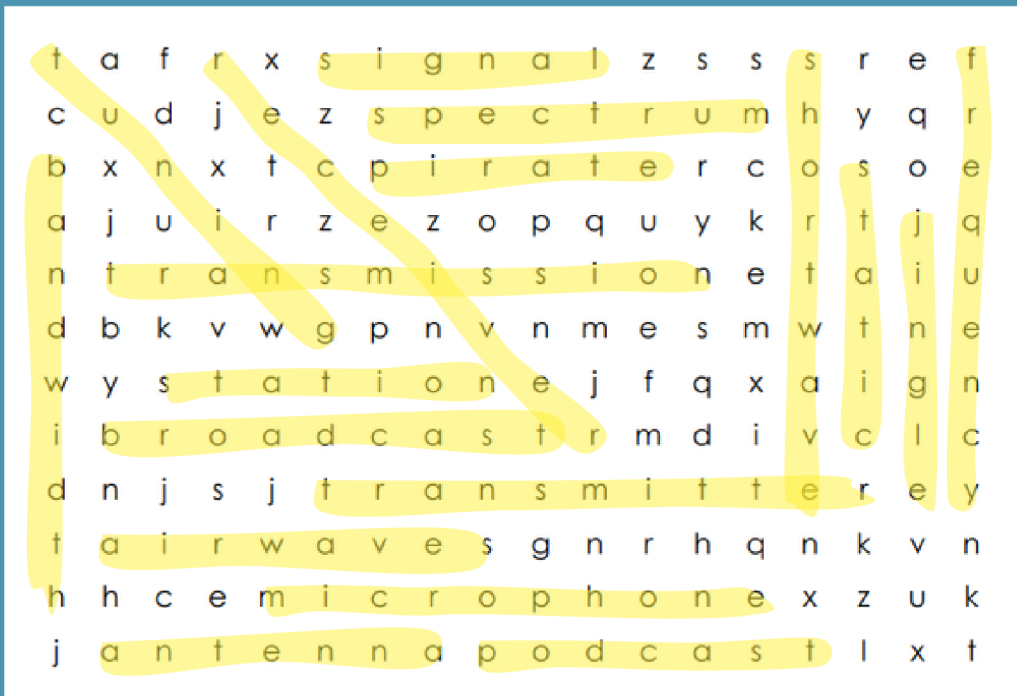 t a f r x s i g n a l z s s s r e f
c u d j e z s p e c t r u m h y q r
b x n x t c p i r a t e r c o s o e
a j u i r z e z o p q u y k r t j q
n t r a n s m i s s i o n e t a i u
d b k v w g p n v n m e s m w t n e
w y s t a t i o n e j f q x a i g n
i b r o a d c a s t r m d i v c l c
d n j s j t r a n s m i t t e r e y
t a i r w a v e s g n r h q n k v n
h h c e m i c r o p h o n e x z u k
j a n t e n n a p o d c a s t l x t